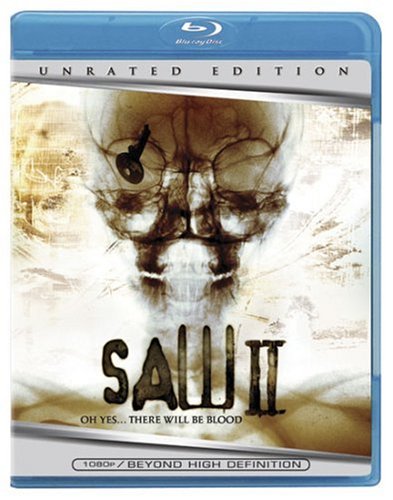 Blu-ray Disc
UNRATED EDITION
SAW II
OH YES... THERE WILL BE BLOOD
1080p / BEYOND HIGH DEFINITION